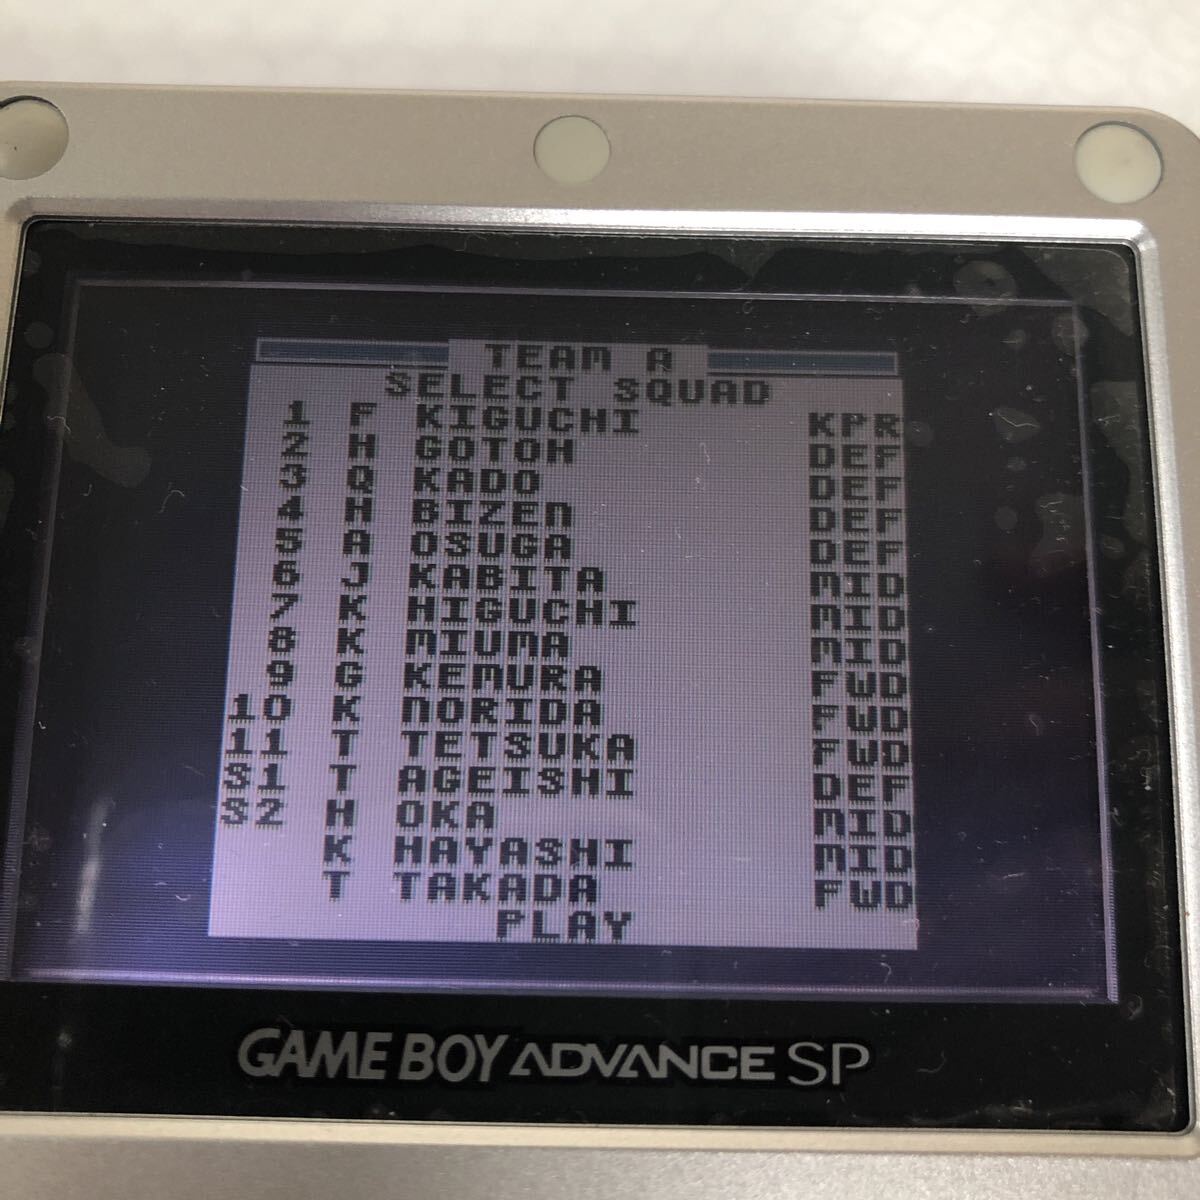 TEAM A
SELECT SQUAD
1 F KIGUCHI KPR
2 H GOTOH DEF
3 Q KADO DEF
4 H BIZEN DEF
5 A OSUGA DEF
6 J KABITA MID
7 K HIGUCHI MID
8 K MIUMA MID
9 G KEMURA FWD
10 K NORIDA FWD
11 T TETSUKA FWD
S1 T AGEISHI DEF
S2 H OKA MID
K HAYASHI MID
T TAKADA FWD
PLAY
GAME BOY ADVANCE SP